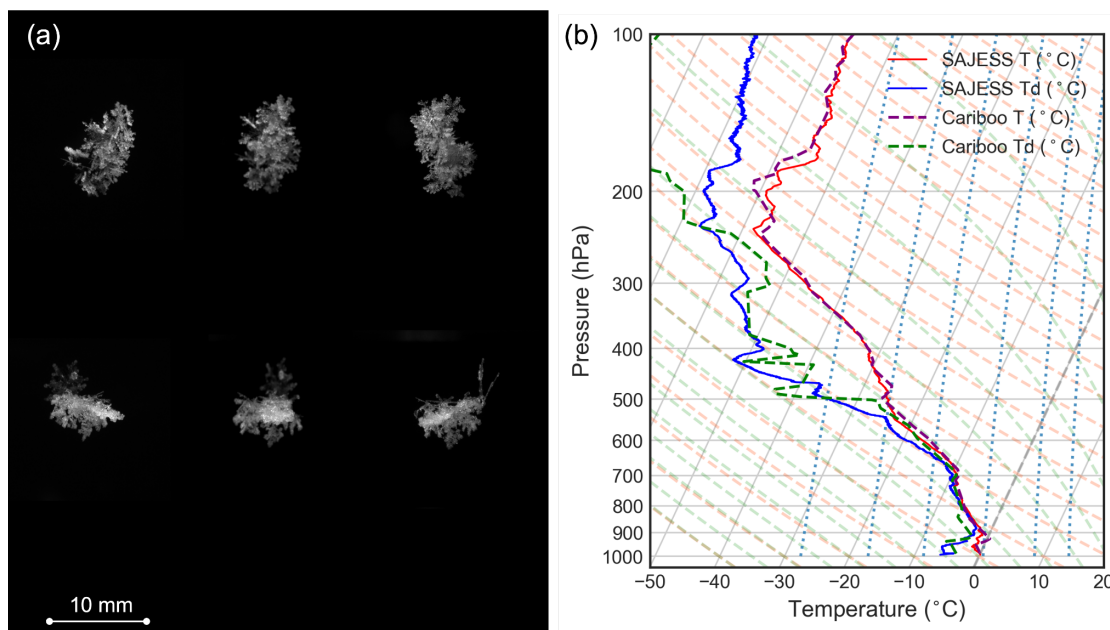 (a)
10 mm
(b)
SAJESS T (°C)
SAJESS Td (°C)
Cariboo T (°C)
Cariboo Td (°C)
Pressure (hPa)
100
200
300
400
500
600
700
800
900
1000
−50 −40 −30 −20 −10 0 10 20
Temperature (°C)